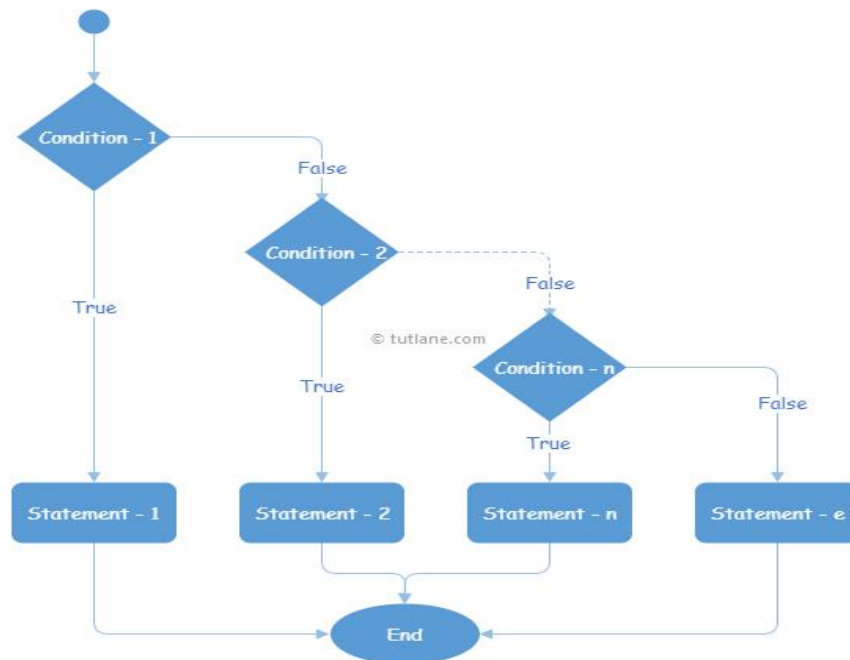 Condition - 1
False
Condition - 2
False
True
© tutlane.com
Condition - n
True
False
True
Statement - 1
Statement - 2
Statement - n
Statement - e
End